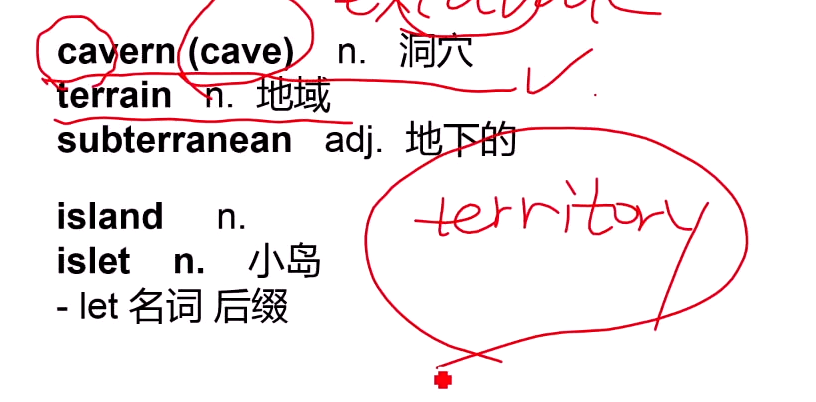 cavern (cave) n. 洞穴
terrain n. 地域
subterranean adj. 地下的
territory
island n.
islet n. 小岛
- let 名词 后缀